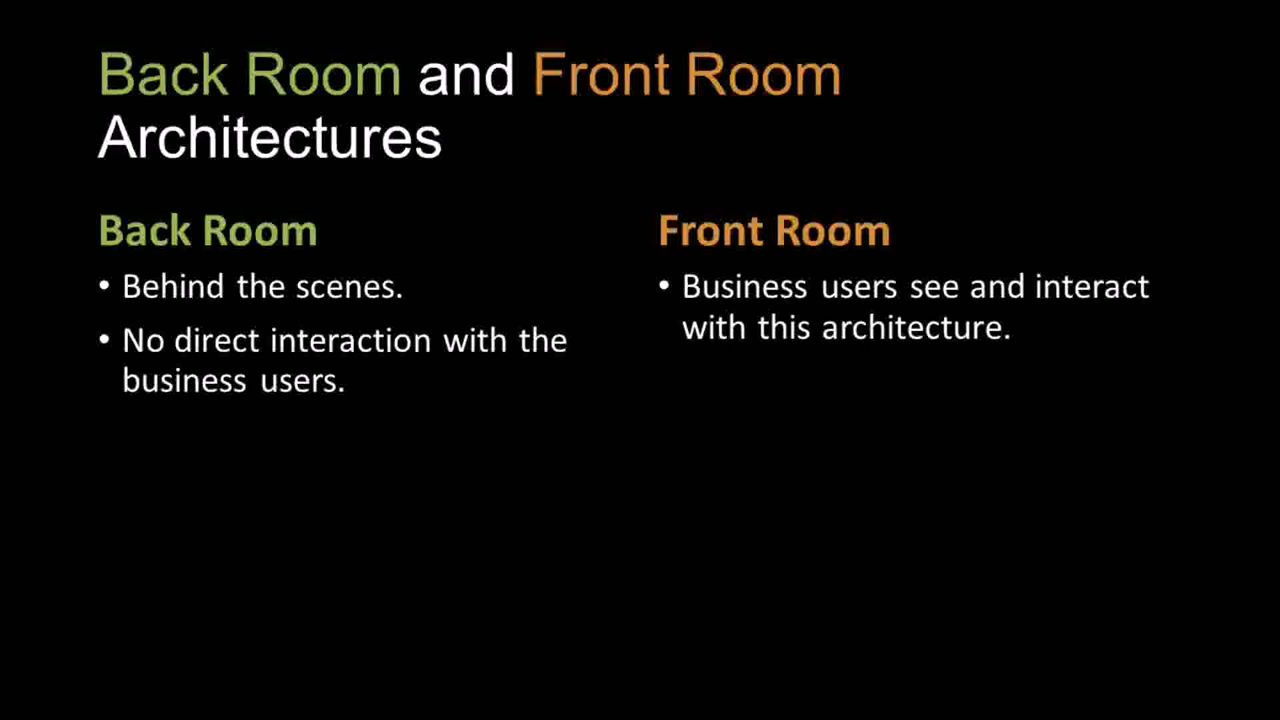 Back Room and Front Room
Architectures
Back Room
• Behind the scenes.
• No direct interaction with the
business users.
Front Room
• Business users see and interact
with this architecture.